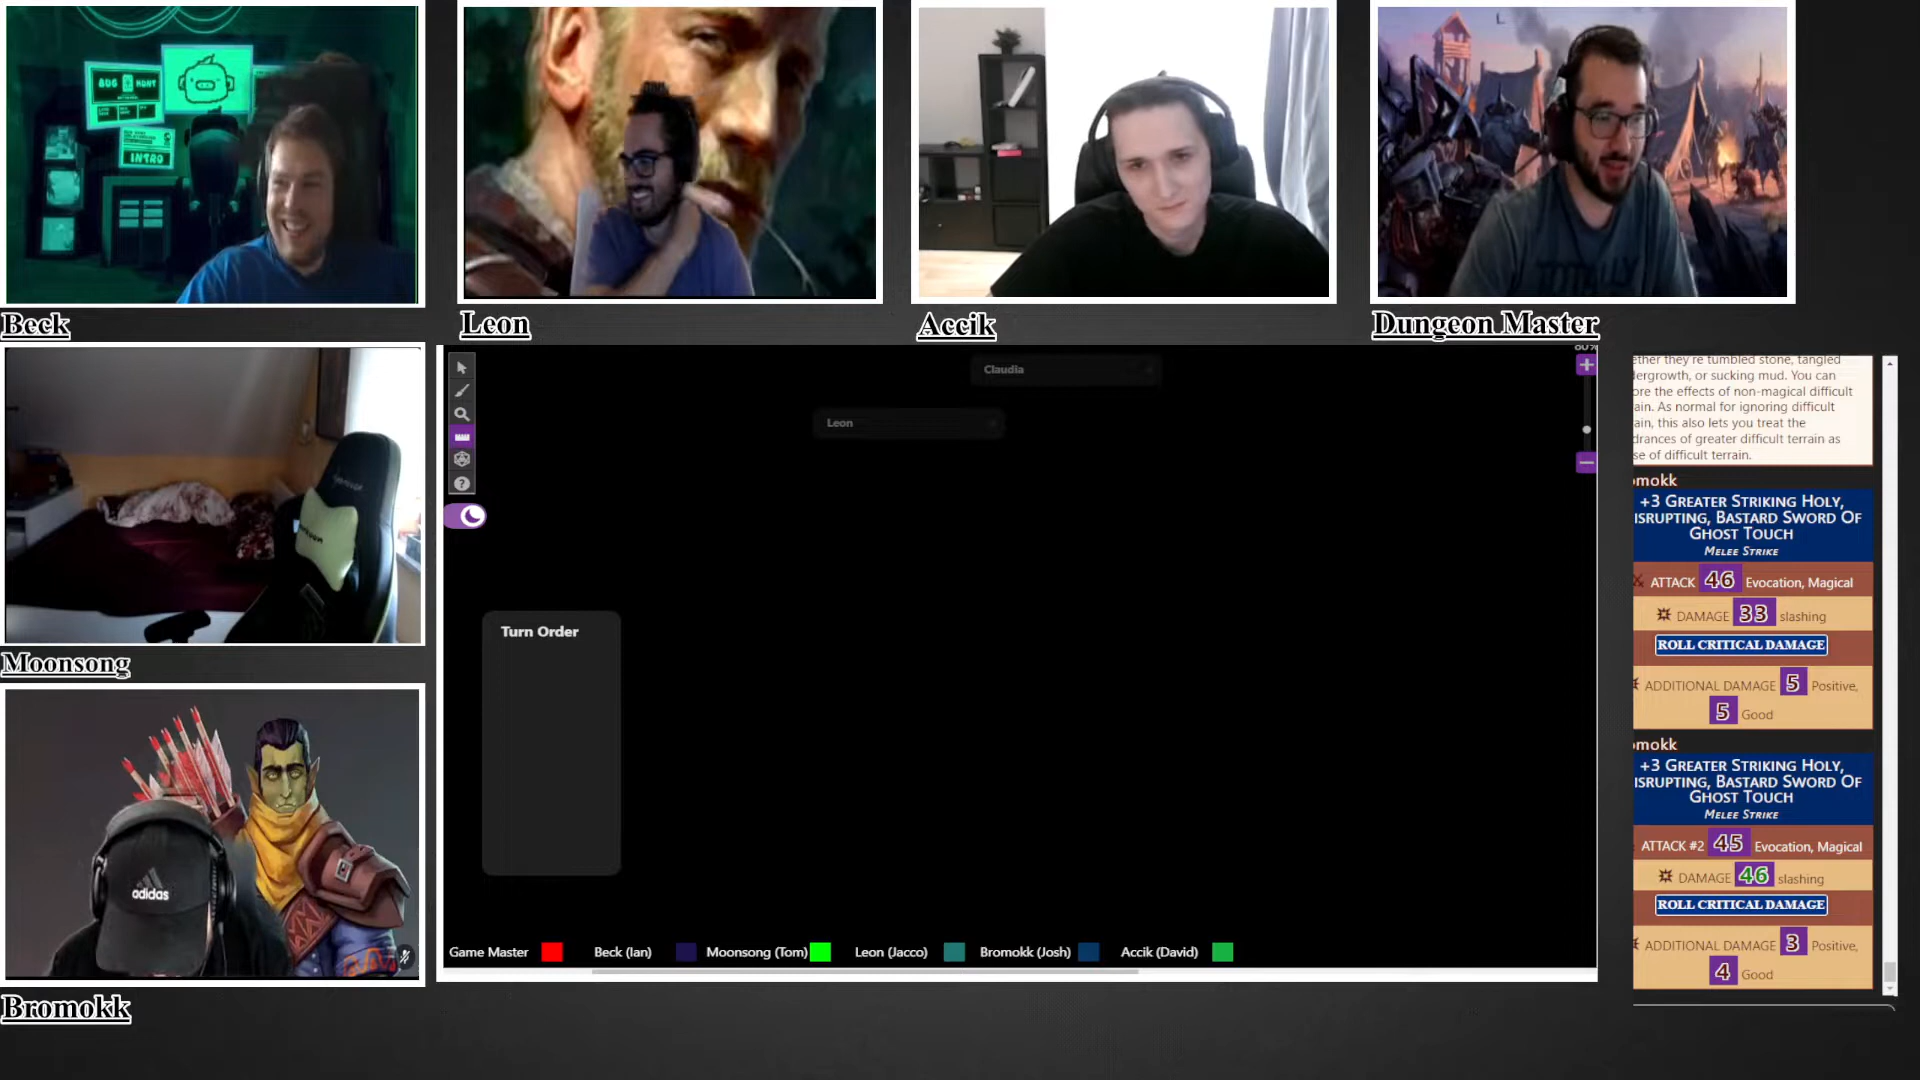 BUG HUNT
INTRO
Beck
Leon
Accik
Dungeon Master
Moonsong
adidas
Bromokk
80%
Claudia
Leon
Turn Order
Game Master
Beck (Ian)
Moonsong (Tom)
Leon (Jacco)
Bromokk (Josh)
Accik (David)
ether they're tumbled stone, tangled
dergrowth, or sucking mud. You can
ore the effects of non-magical difficult
ain. As normal for ignoring difficult
ain, this also lets you treat the
drances of greater difficult terrain as
se of difficult terrain.
omokk
+3 Greater Striking Holy,
isrupting, Bastard Sword Of
Ghost Touch
Melee Strike
ATTACK 46 Evocation, Magical
DAMAGE 33 slashing
ROLL CRITICAL DAMAGE
ADDITIONAL DAMAGE 5 Positive,
5 Good
omokk
+3 Greater Striking Holy,
isrupting, Bastard Sword Of
Ghost Touch
Melee Strike
ATTACK #2 45 Evocation, Magical
DAMAGE 46 slashing
ROLL CRITICAL DAMAGE
ADDITIONAL DAMAGE 3 Positive,
4 Good